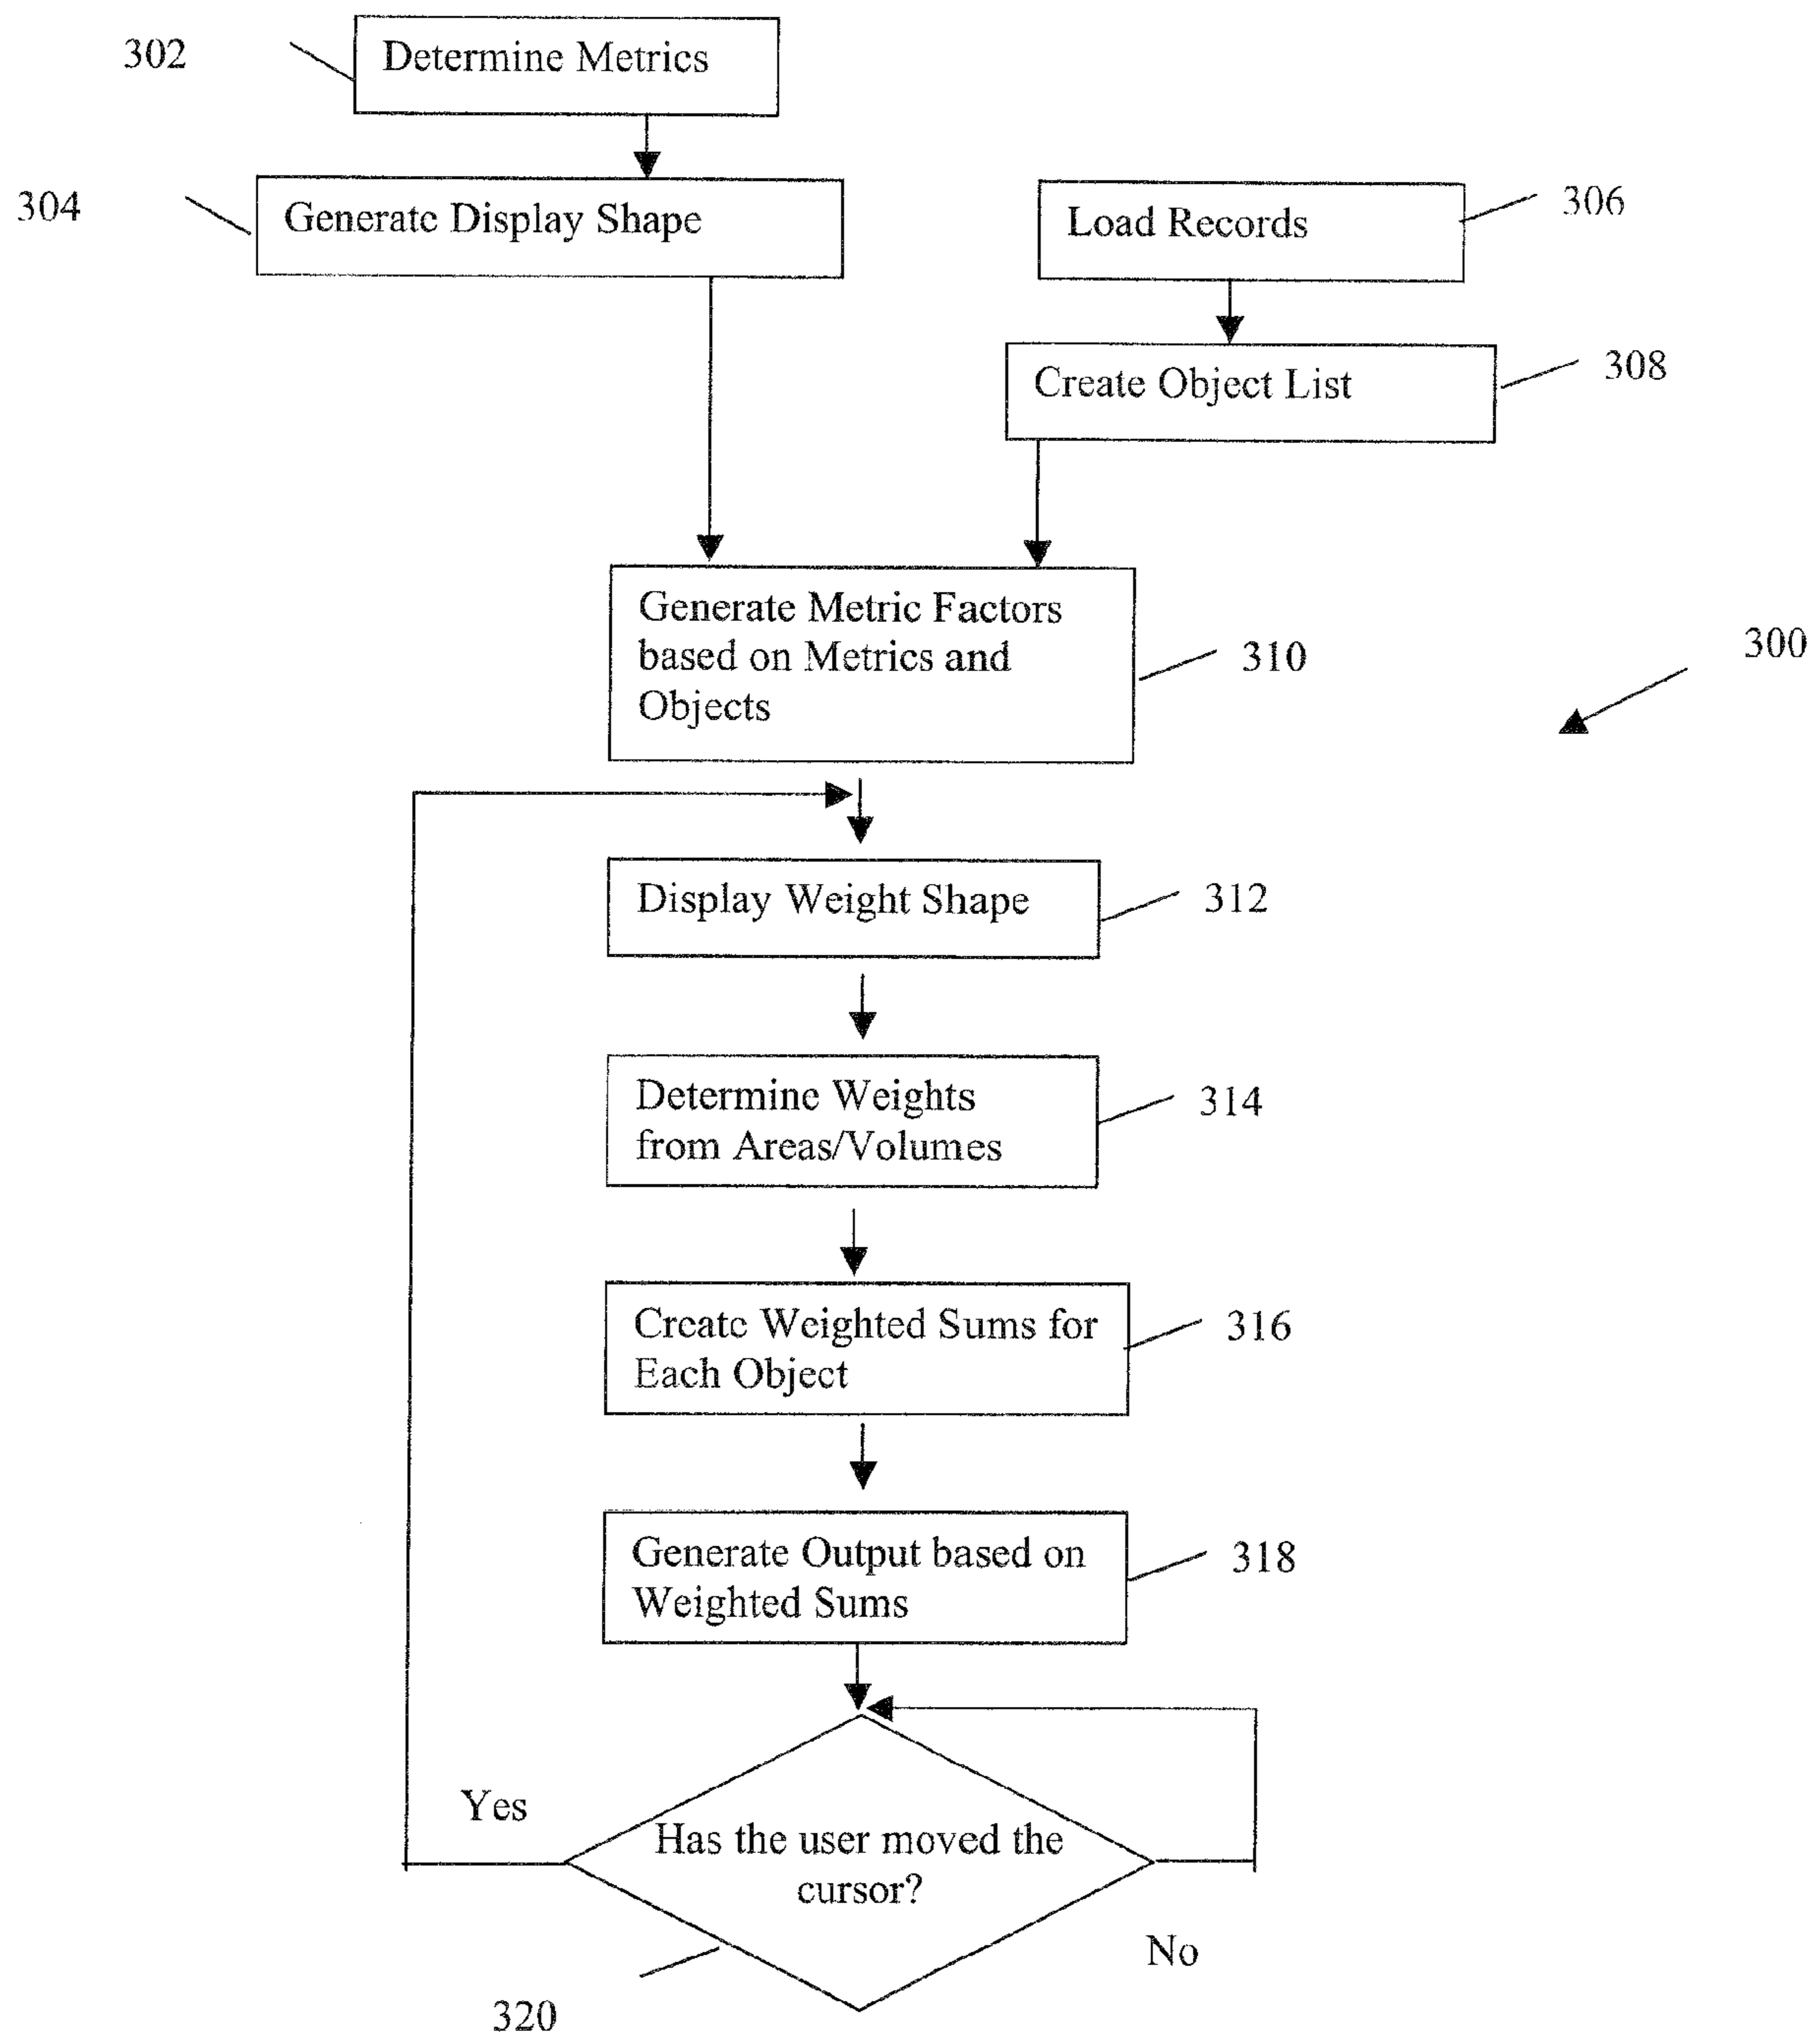 302
Determine Metrics
304
Generate Display Shape
Load Records
306
Create Object List
308
Generate Metric Factors
based on Metrics and
Objects
310
300
Display Weight Shape
312
Determine Weights
from Areas/Volumes
314
Create Weighted Sums for
Each Object
316
Generate Output based on
Weighted Sums
318
Yes
Has the user moved the
cursor?
No
320